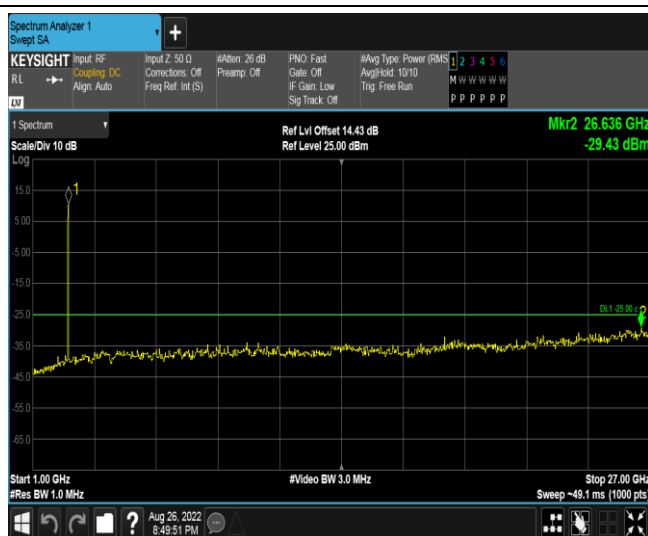 Spectrum Analyzer 1
Swept SA
+
KEYSIGHT
RL
LXI
Input: RF
Coupling: DC
Align: Auto
Input Z: 50 Ω
Corrections: Off
Freq Ref: Int (S)
#Atten: 26 dB
Preamp: Off
PNO: Fast
Gate: Off
IF Gain: Low
Sig Track: Off
#Avg Type: Power (RMS
Avg|Hold: 10/10
Trig: Free Run
1 2 3 4 5 6
M W W W W W
P P P P P P
1 Spectrum
Scale/Div 10 dB
Log
Ref Lvl Offset 14.43 dB
Ref Level 25.00 dBm
Mkr2 26.636 GHz
-29.43 dBm
15.0
5.00
-5.00
-15.0
-25.0
-35.0
-45.0
-55.0
-65.0
1
DL1 -25.00
2
Start 1.00 GHz
#Res BW 1.0 MHz
#Video BW 3.0 MHz
Stop 27.00 GHz
Sweep ~49.1 ms (1000 pts)
?
Aug 26, 2022
8:49:51 PM